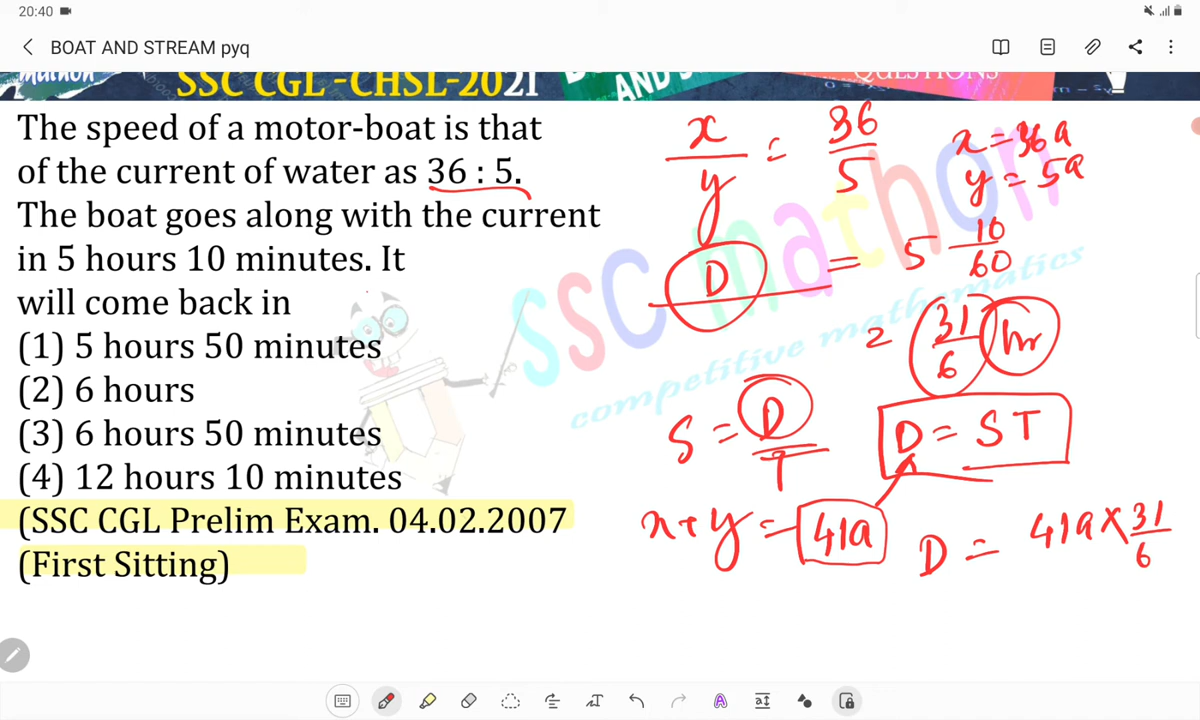 20:40
BOAT AND STREAM pyq
mathon SSC CGL -CHSL-2021 AND QUESTIONS
The speed of a motor-boat is that
of the current of water as 36 : 5.
The boat goes along with the current
in 5 hours 10 minutes. It
will come back in
(1) 5 hours 50 minutes
(2) 6 hours
(3) 6 hours 50 minutes
(4) 12 hours 10 minutes
(SSC CGL Prelim Exam. 04.02.2007
(First Sitting)
x/y = 36/5
x = 36a
y = 5a
D = 5 10/60
= 31/6 hr
S = D/T
D = ST
x+y = 41a
D = 41a × 31/6
SSC mathon
competitive mathematics